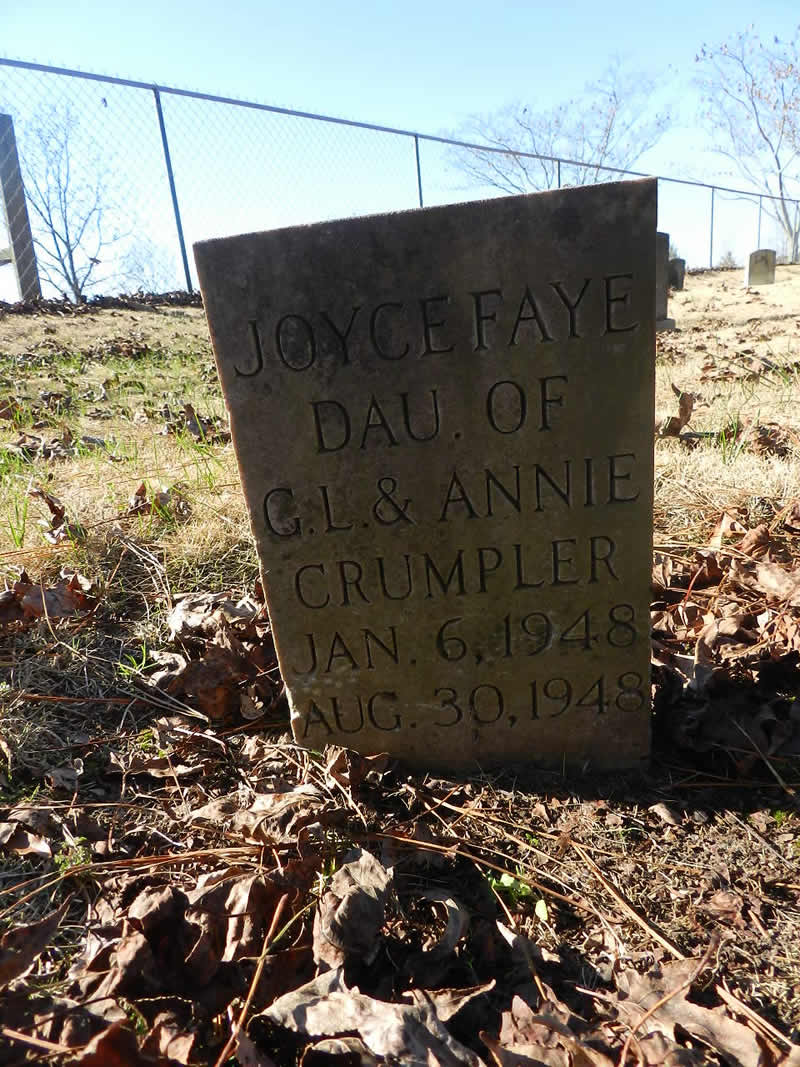 JOYCE FAYE
DAU. OF
G.L. & ANNIE
CRUMPLER
JAN. 6, 1948
AUG. 30, 1948